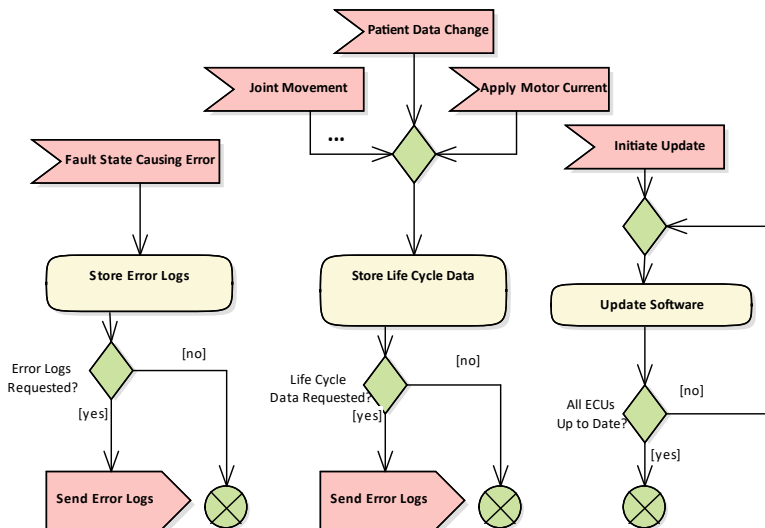 Patient Data Change
Joint Movement
Apply Motor Current
...
Fault State Causing Error
Initiate Update
Store Error Logs
Store Life Cycle Data
Update Software
Error Logs
Requested?
[no]
[yes]
Life Cycle
Data Requested?
[no]
[yes]
All ECUs
Up to Date?
[no]
[yes]
Send Error Logs
Send Error Logs